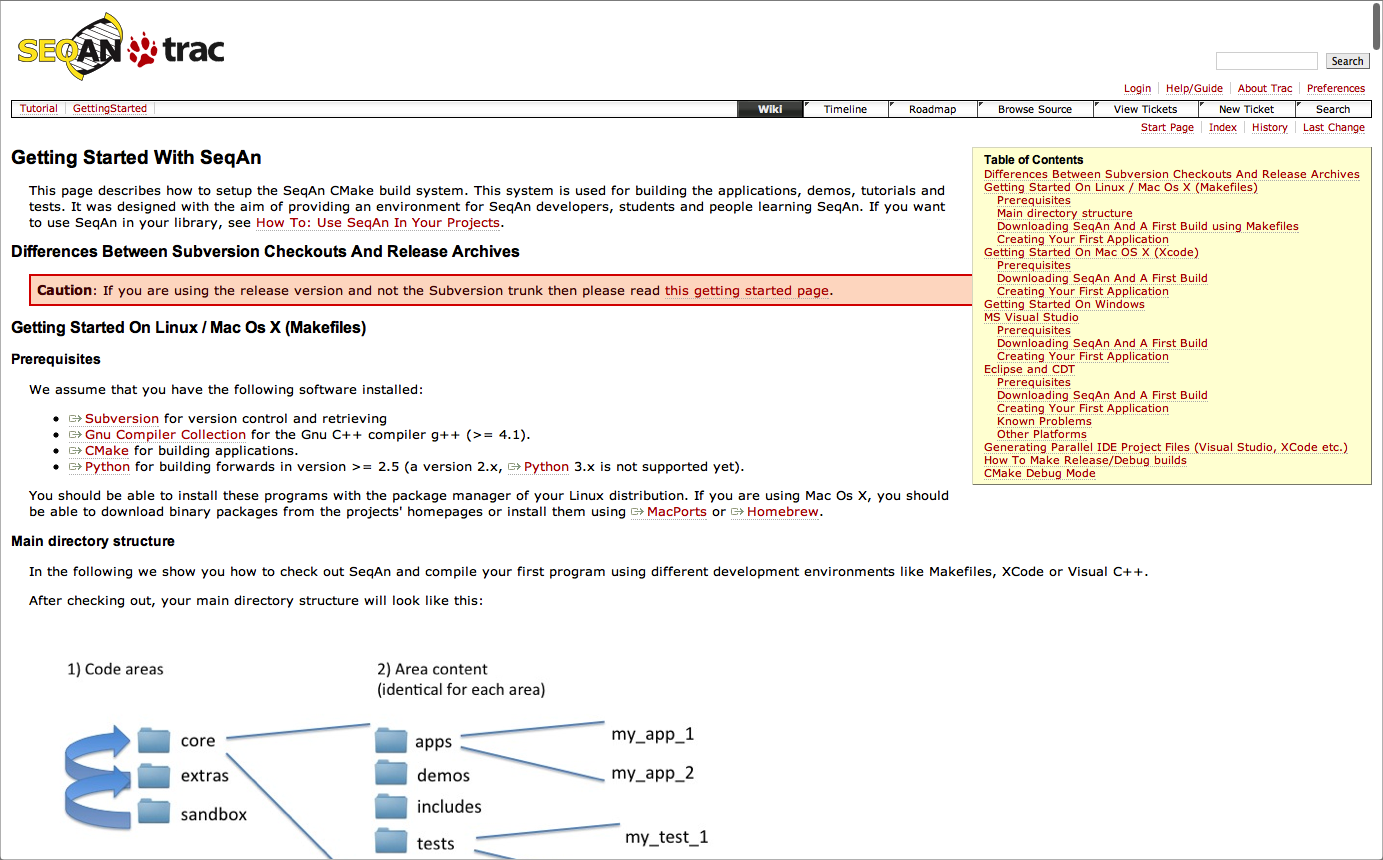 SEQAN trac
Search
Login Help/Guide About Trac Preferences
Tutorial GettingStarted Wiki Timeline Roadmap Browse Source View Tickets New Ticket Search
Start Page Index History Last Change
Getting Started With SeqAn
This page describes how to setup the SeqAn CMake build system. This system is used for building the applications, demos, tutorials and
tests. It was designed with the aim of providing an environment for SeqAn developers, students and people learning SeqAn. If you want
to use SeqAn in your library, see How To: Use SeqAn In Your Projects.
Differences Between Subversion Checkouts And Release Archives
Caution: If you are using the release version and not the Subversion trunk then please read this getting started page.
Getting Started On Linux / Mac Os X (Makefiles)
Prerequisites
We assume that you have the following software installed:
Subversion for version control and retrieving
Gnu Compiler Collection for the Gnu C++ compiler g++ (>= 4.1).
CMake for building applications.
Python for building forwards in version >= 2.5 (a version 2.x, Python 3.x is not supported yet).
You should be able to install these programs with the package manager of your Linux distribution. If you are using Mac Os X, you should
be able to download binary packages from the projects' homepages or install them using MacPorts or Homebrew.
Table of Contents
Differences Between Subversion Checkouts And Release Archives
Getting Started On Linux / Mac Os X (Makefiles)
Prerequisites
Main directory structure
Downloading SeqAn And A First Build using Makefiles
Creating Your First Application
Getting Started On Mac OS X (Xcode)
Prerequisites
Downloading SeqAn And A First Build
Creating Your First Application
Getting Started On Windows
MS Visual Studio
Prerequisites
Downloading SeqAn And A First Build
Creating Your First Application
Eclipse and CDT
Prerequisites
Downloading SeqAn And A First Build
Creating Your First Application
Known Problems
Other Platforms
Generating Parallel IDE Project Files (Visual Studio, XCode etc.)
How To Make Release/Debug builds
CMake Debug Mode
Main directory structure
In the following we show you how to check out SeqAn and compile your first program using different development environments like Makefiles, XCode or Visual C++.
After checking out, your main directory structure will look like this:
1) Code areas
core
extras
sandbox
2) Area content
(identical for each area)
apps
demos
includes
tests
my_app_1
my_app_2
my_test_1